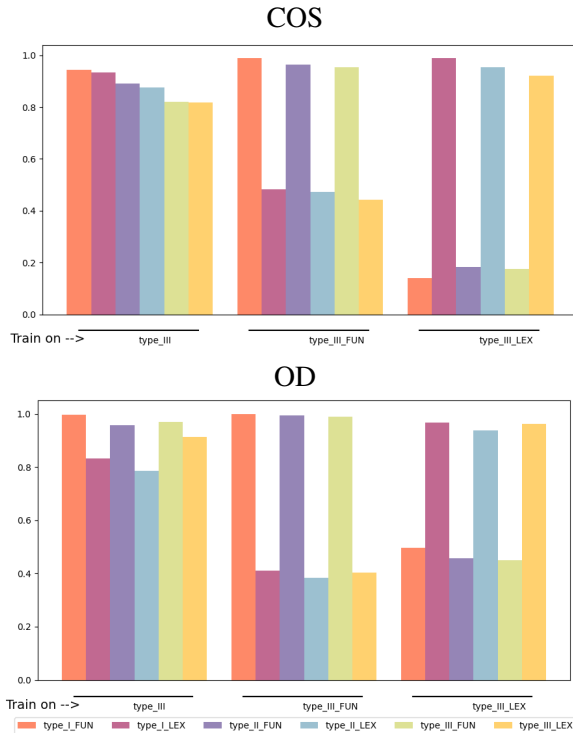 COS
1.0
0.8
0.6
0.4
0.2
0.0
Train on --> type_III type_III_FUN type_III_LEX
OD
1.0
0.8
0.6
0.4
0.2
0.0
Train on --> type_III type_III_FUN type_III_LEX
type_I_FUN type_I_LEX type_II_FUN type_II_LEX type_III_FUN type_III_LEX